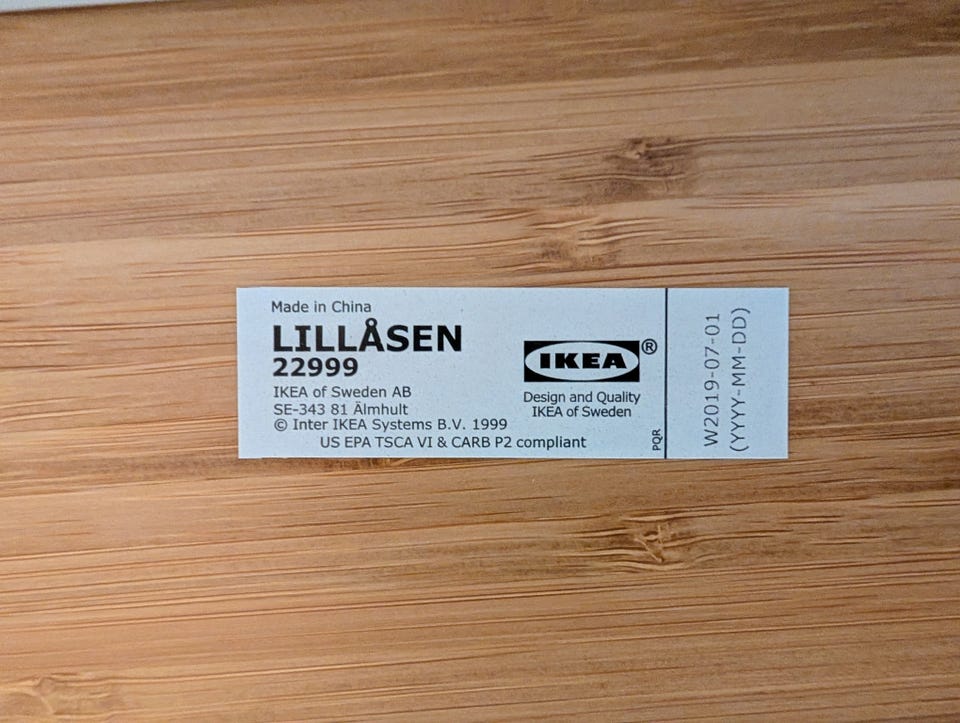 Made in China
LILLÅSEN
22999
IKEA of Sweden AB
SE-343 81 Älmhult
© Inter IKEA Systems B.V. 1999
US EPA TSCA VI & CARB P2 compliant
IKEA®
Design and Quality
IKEA of Sweden
PQR
W2019-07-01
(YYYY-MM-DD)